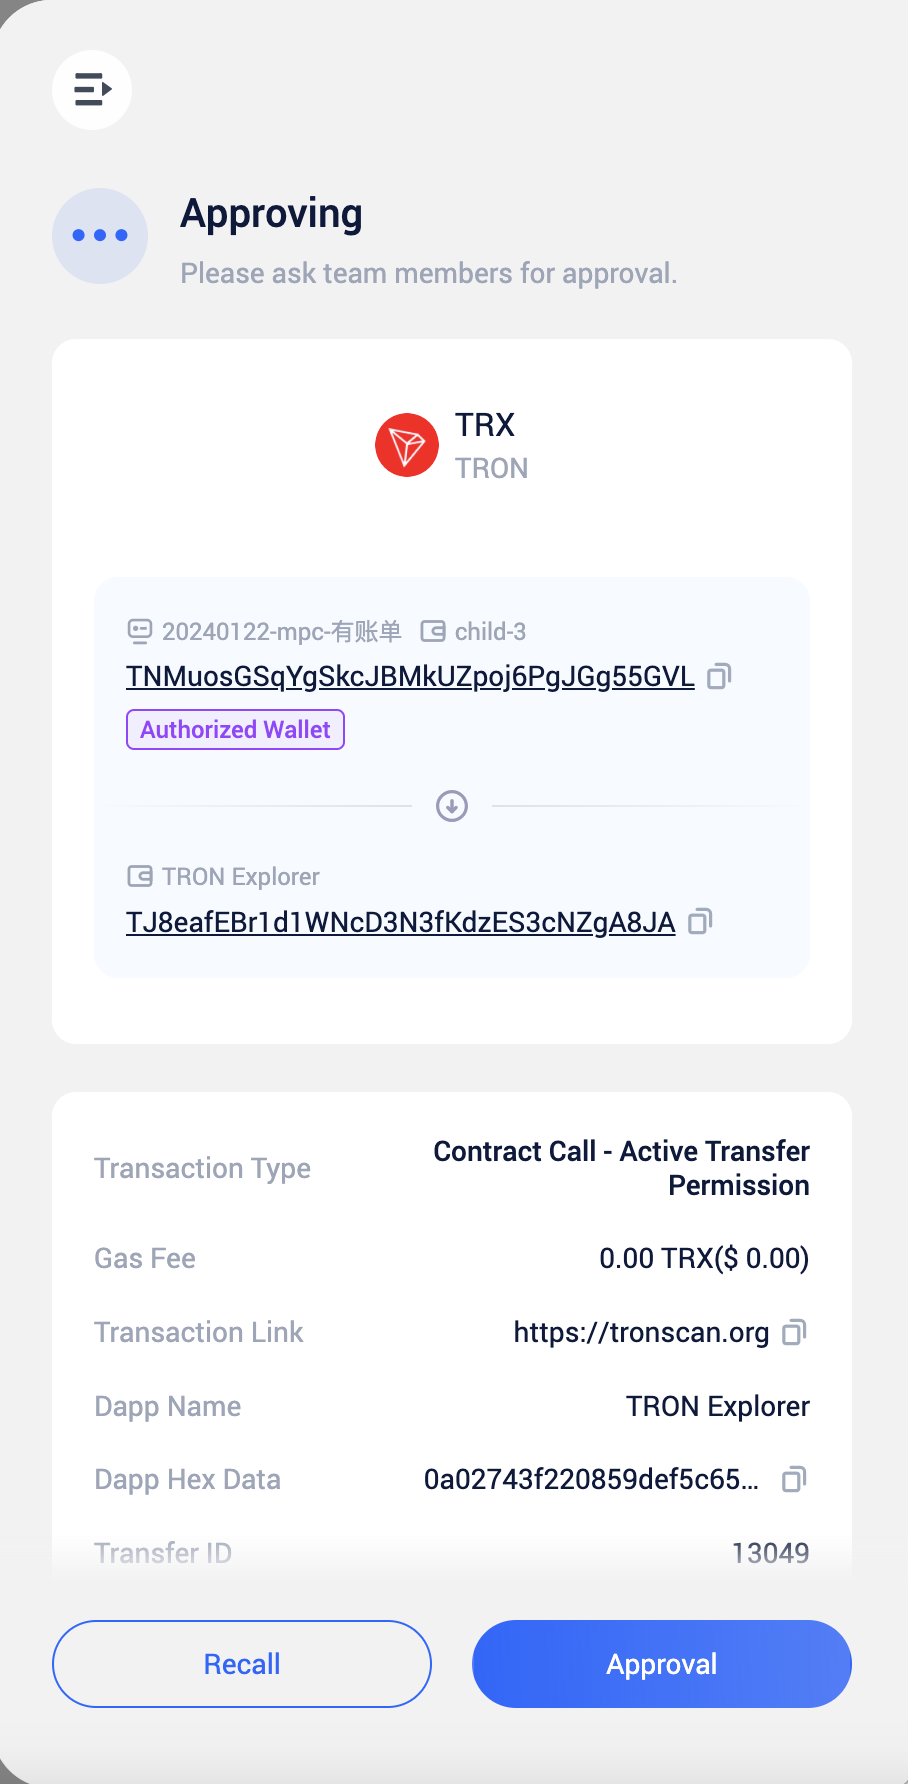 Approving
Please ask team members for approval.
TRX
TRON
20240122-mpc-有账单 child-3
TNMuosGSqYgSkcJBMkUZpoj6PgJGg55GVL
Authorized Wallet
TRON Explorer
TJ8eafEBr1d1WNcD3N3fKdzES3cNZgA8JA
Transaction Type Contract Call - Active Transfer
Permission
Gas Fee 0.00 TRX($ 0.00)
Transaction Link https://tronscan.org
Dapp Name TRON Explorer
Dapp Hex Data 0a02743f220859def5c65...
Transfer ID 13049
Recall Approval